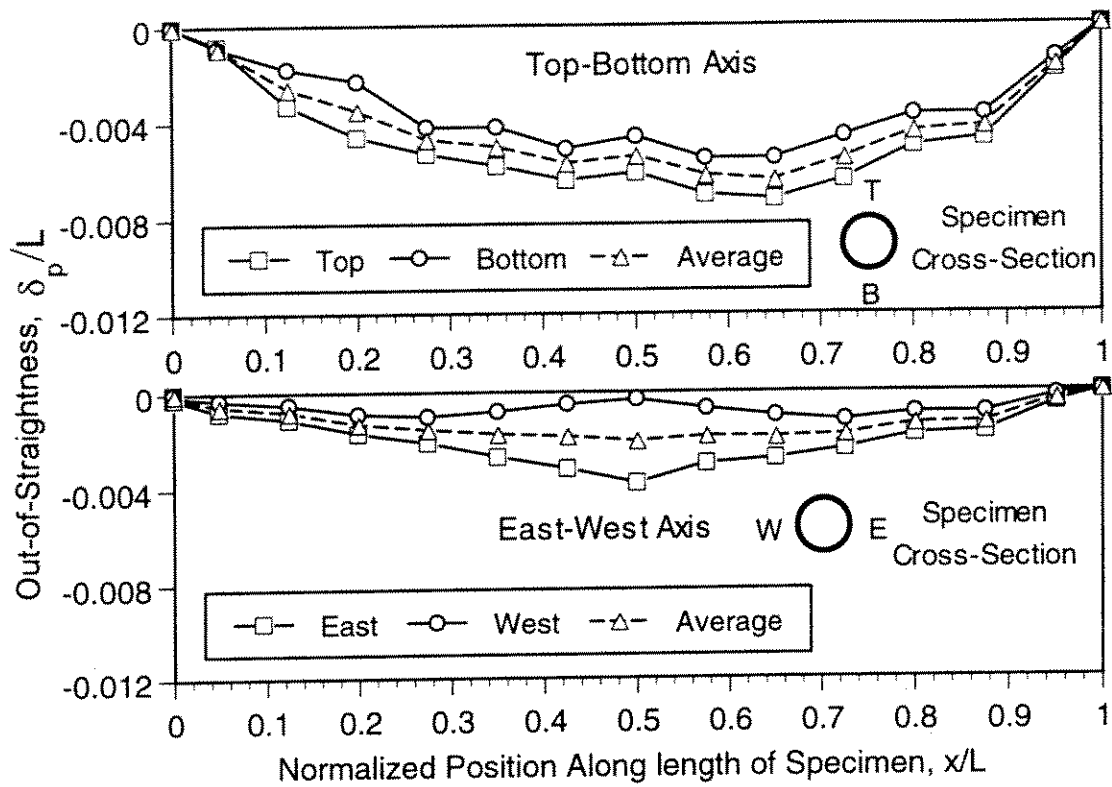 0
-0.004
-0.008
-0.012
Top-Bottom Axis
T
B
Specimen
Cross-Section
Top Bottom Average
0 0.1 0.2 0.3 0.4 0.5 0.6 0.7 0.8 0.9 1
Out-of-Straightness, δp/L
0
-0.004
-0.008
-0.012
East-West Axis
W E
Specimen
Cross-Section
East West Average
0 0.1 0.2 0.3 0.4 0.5 0.6 0.7 0.8 0.9 1
Normalized Position Along length of Specimen, x/L